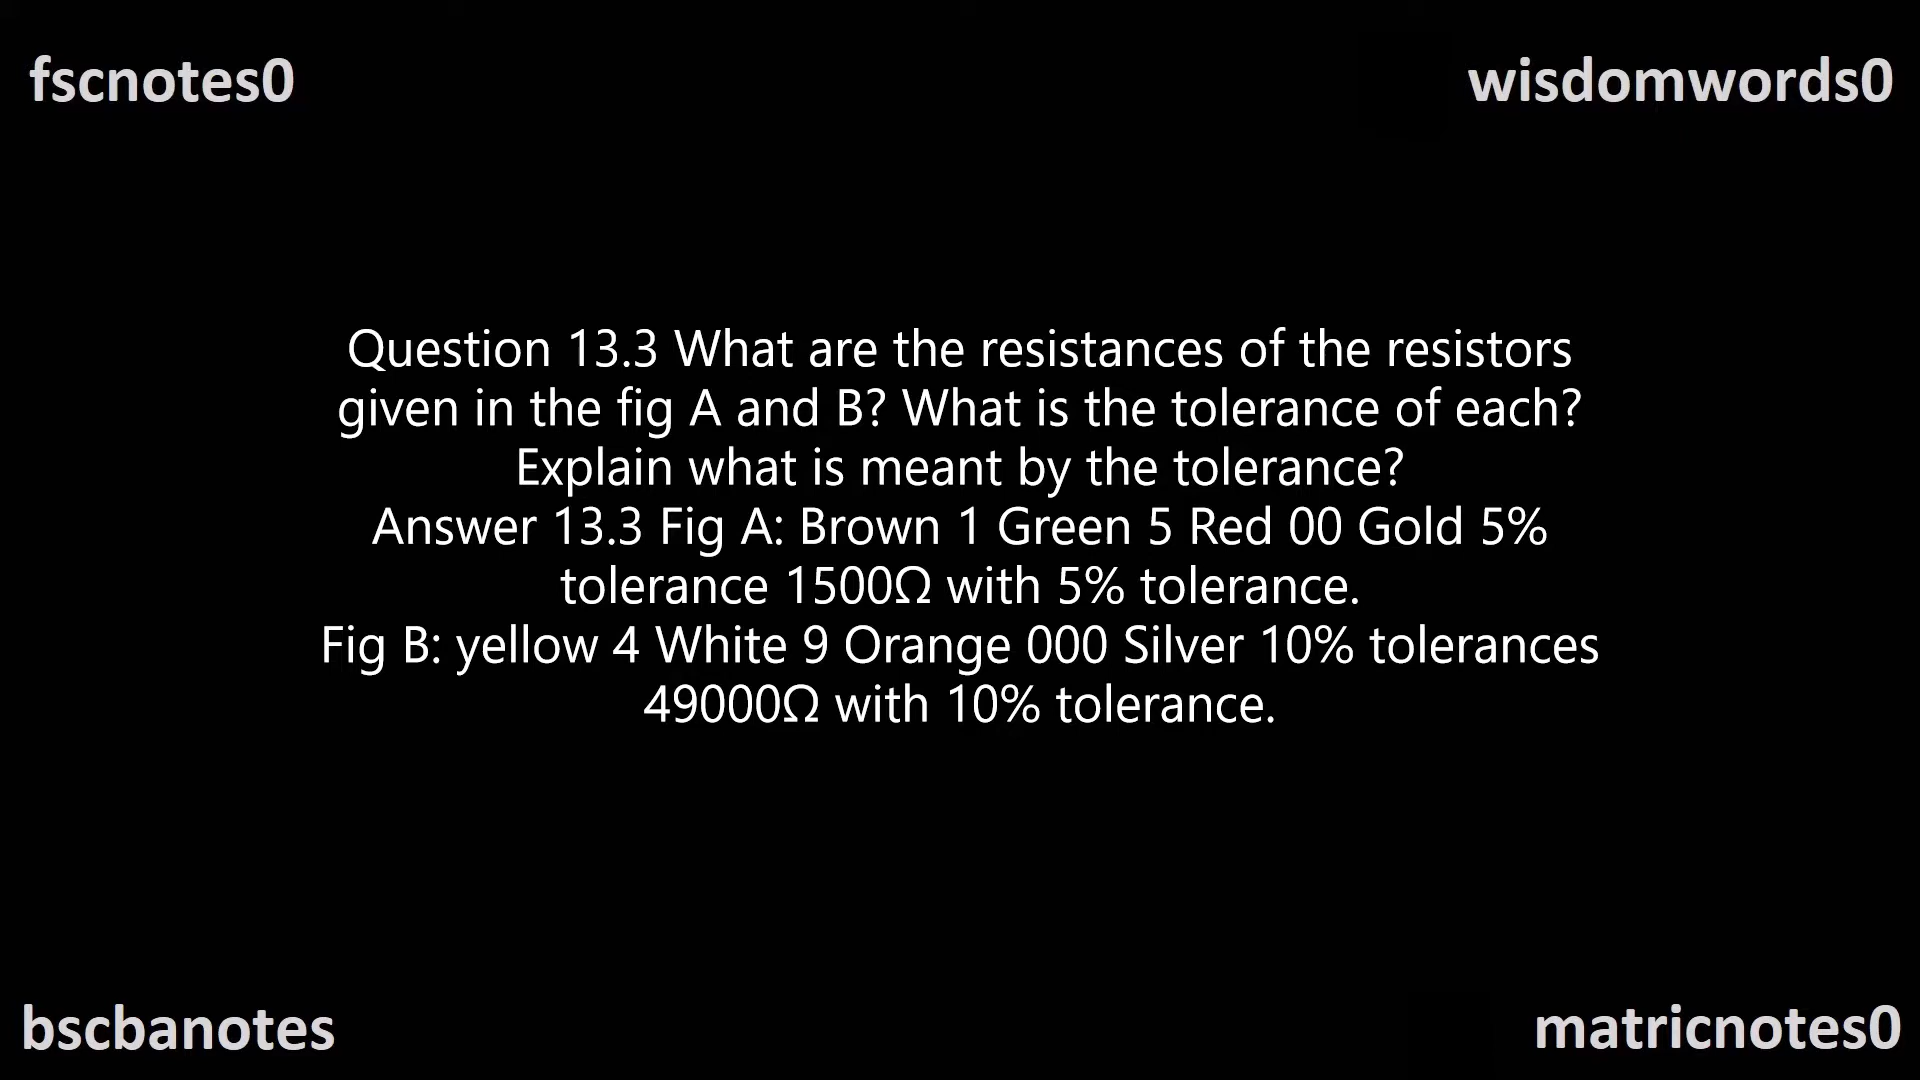 fscnotes0
wisdomwords0
Question 13.3 What are the resistances of the resistors
given in the fig A and B? What is the tolerance of each?
Explain what is meant by the tolerance?
Answer 13.3 Fig A: Brown 1 Green 5 Red 00 Gold 5%
tolerance 1500Ω with 5% tolerance.
Fig B: yellow 4 White 9 Orange 000 Silver 10% tolerances
49000Ω with 10% tolerance.
bscbanotes
matricnotes0